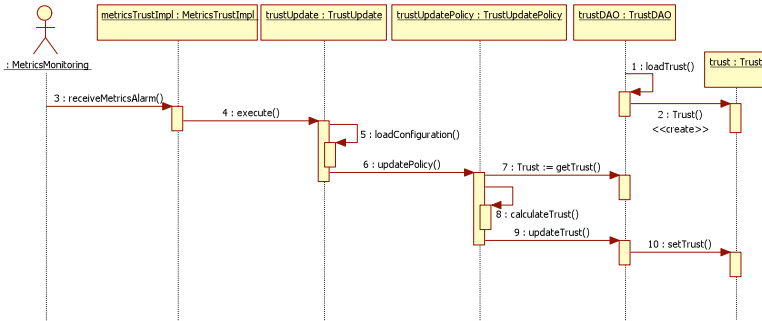 metricsTrustImpl : MetricsTrustImpl
trustUpdate : TrustUpdate
trustUpdatePolicy : TrustUpdatePolicy
trustDAO : TrustDAO
: MetricsMonitoring
trust : Trust
1 : loadTrust()
2 : Trust()
<<create>>
3 : receiveMetricsAlarm()
4 : execute()
5 : loadConfiguration()
6 : updatePolicy()
7 : Trust := getTrust()
8 : calculateTrust()
9 : updateTrust()
10 : setTrust()